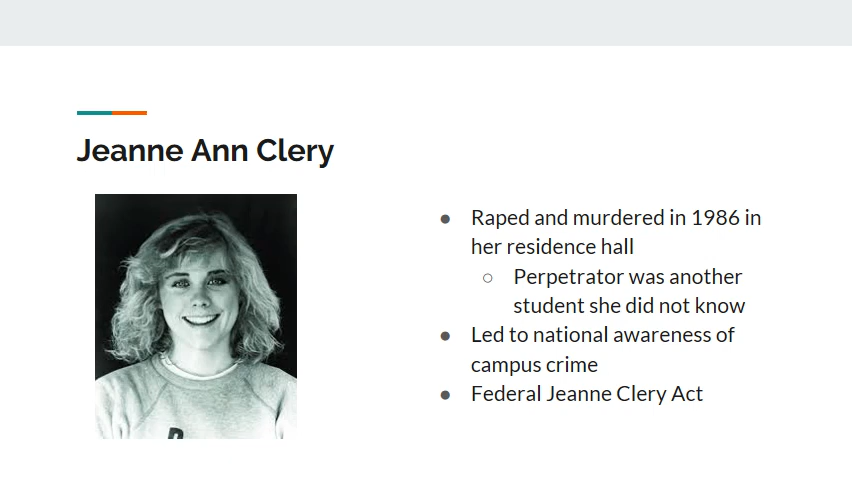 Jeanne Ann Clery
● Raped and murdered in 1986 in
her residence hall
○ Perpetrator was another
student she did not know
● Led to national awareness of
campus crime
● Federal Jeanne Clery Act